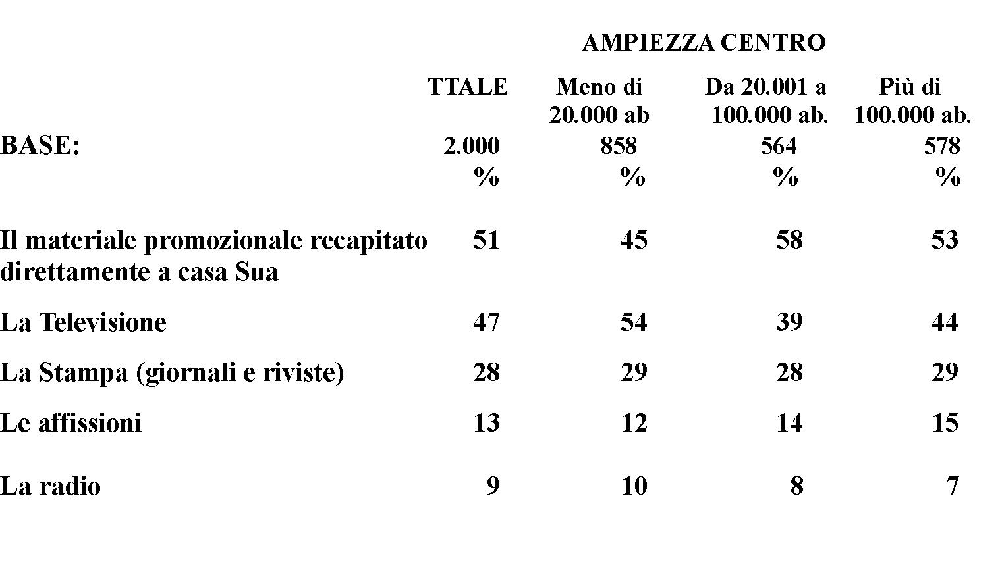 AMPIEZZA CENTRO
TTALE Meno di Da 20.001 a Più di
20.000 ab 100.000 ab. 100.000 ab.
BASE: 2.000 858 564 578
% % % %
Il materiale promozionale recapitato 51 45 58 53
direttamente a casa Sua
La Televisione 47 54 39 44
La Stampa (giornali e riviste) 28 29 28 29
Le affissioni 13 12 14 15
La radio 9 10 8 7